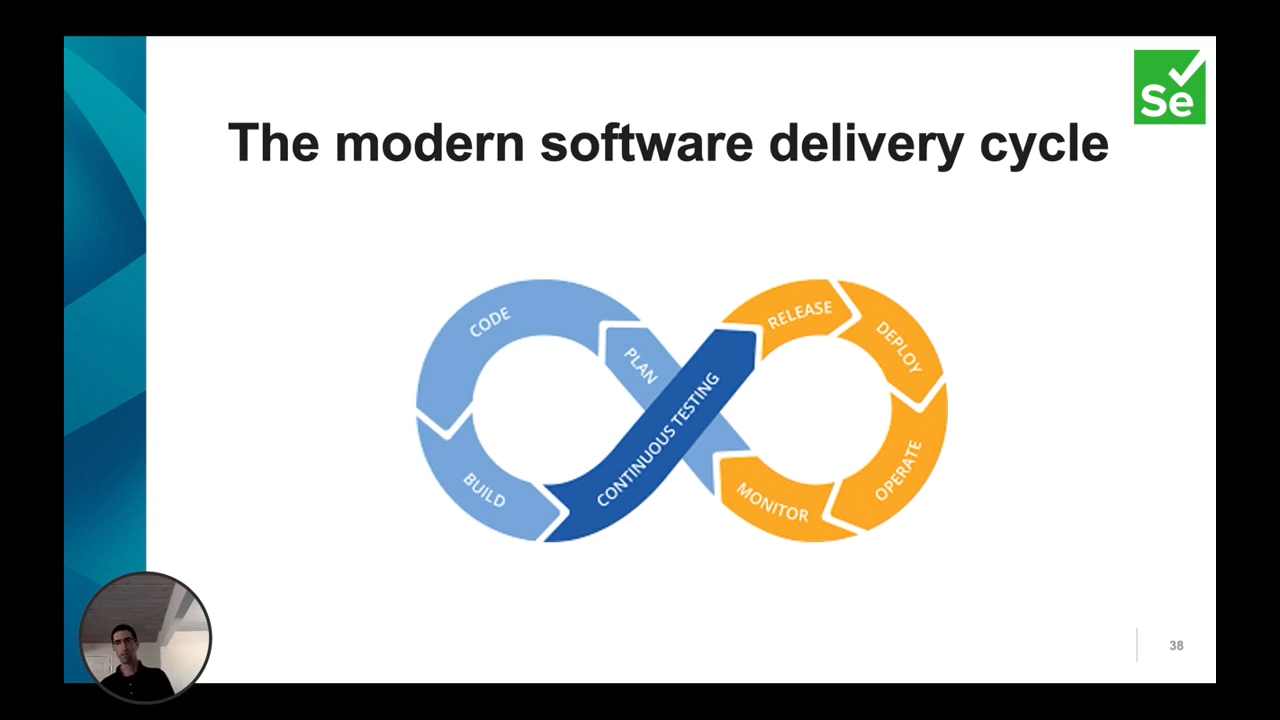 Se
The modern software delivery cycle
CODE
PLAN
RELEASE
DEPLOY
CONTINUOUS TESTING
BUILD
MONITOR
OPERATE
38